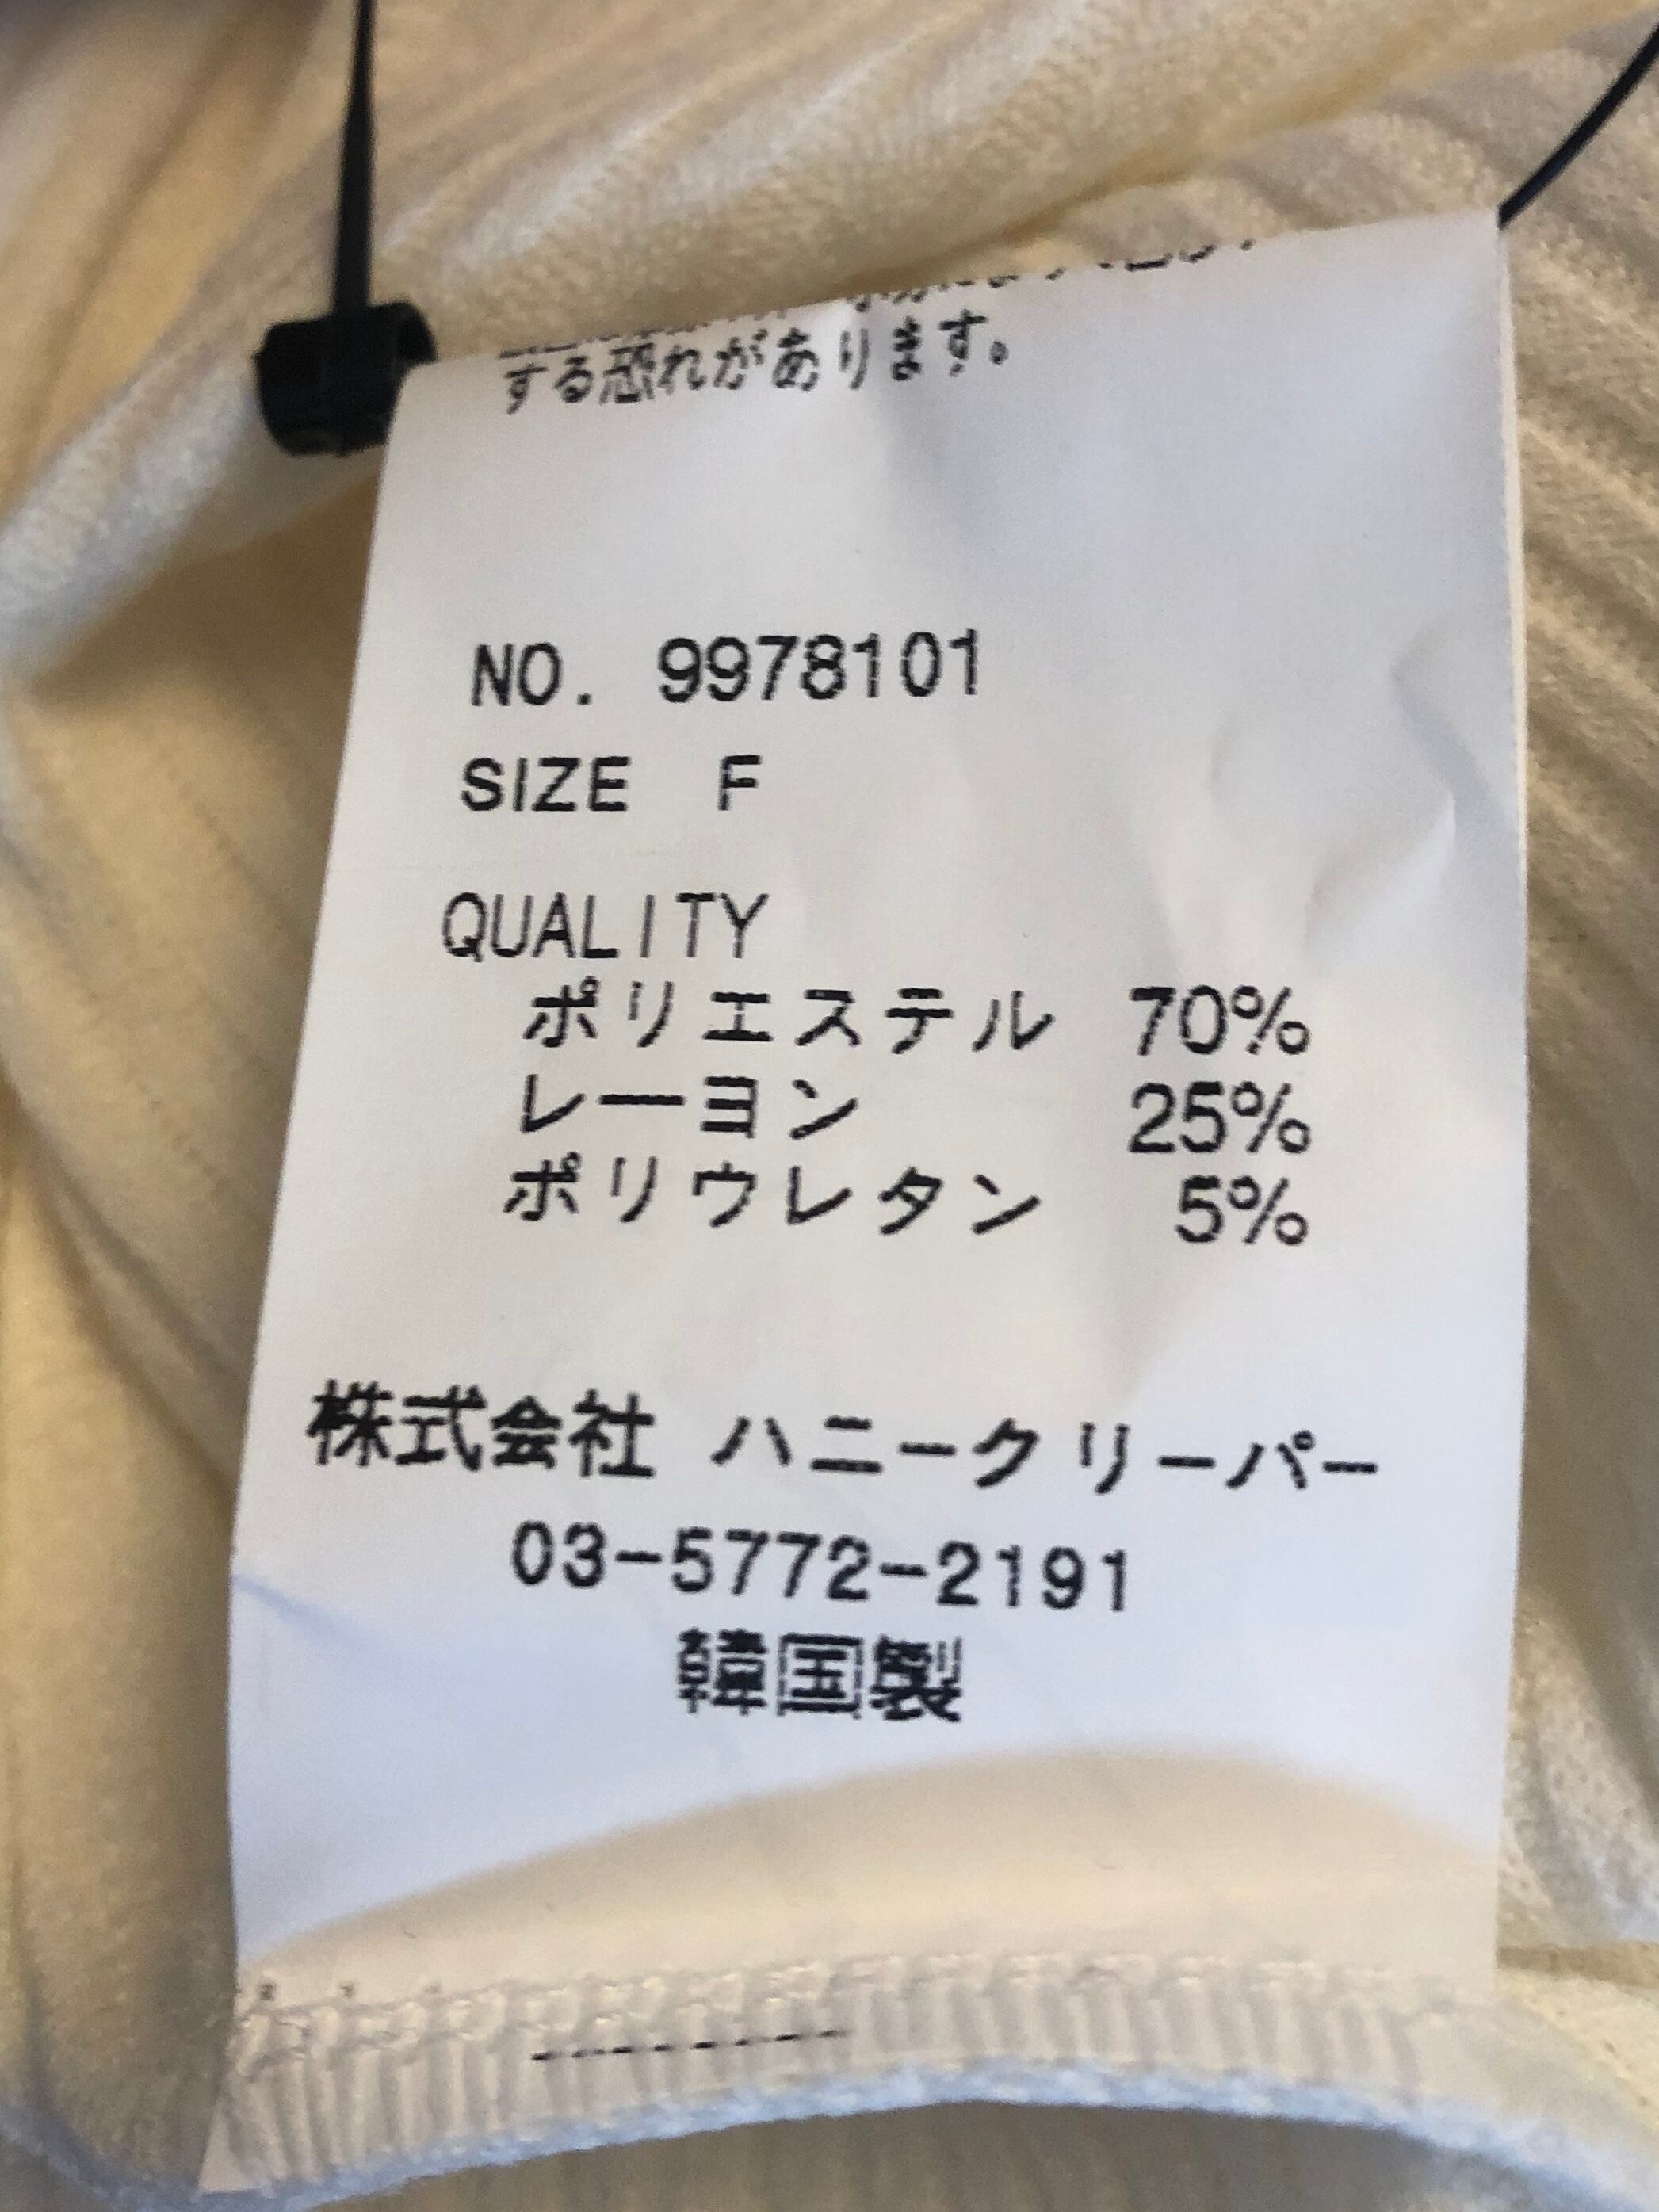 する恐れがあります。
NO. 9978101
SIZE F
QUALITY
ポリエステル 70%
レーヨン 25%
ポリウレタン 5%
株式会社 ハニークリーパー
03-5772-2191
韓国製